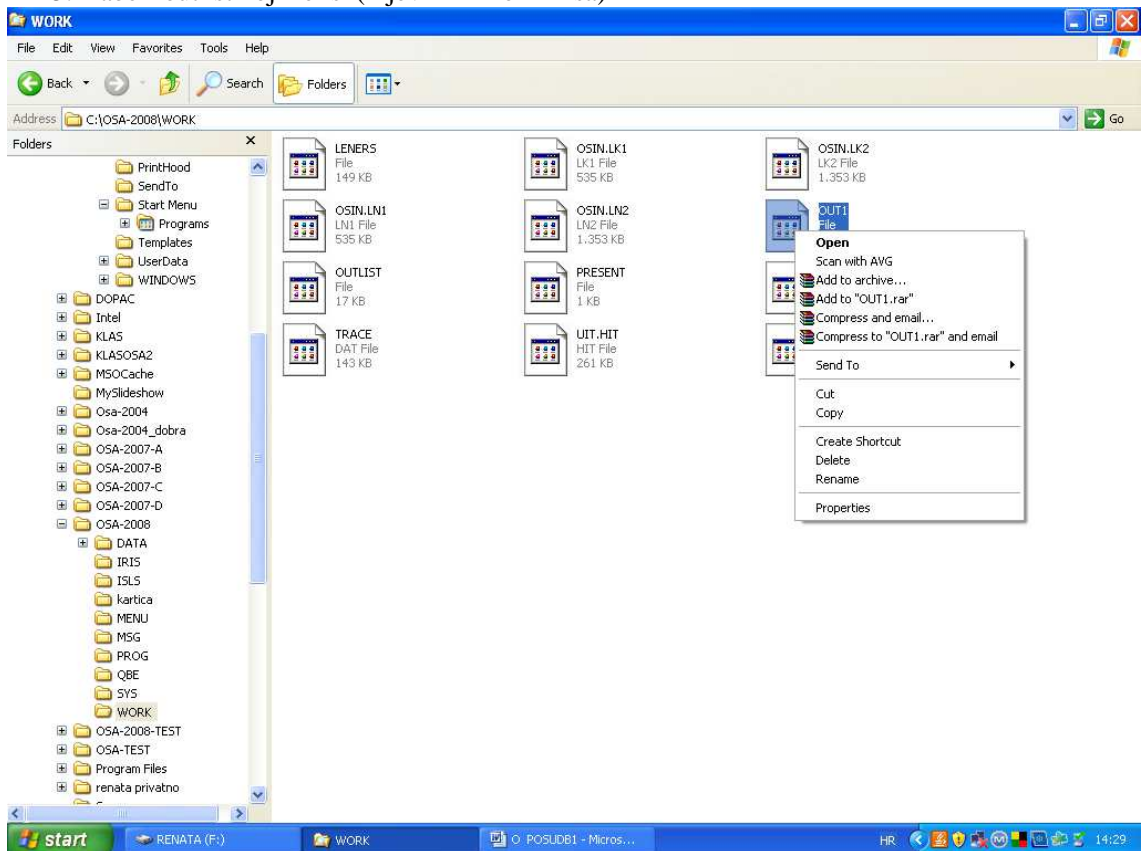 WORK
File Edit View Favorites Tools Help
Back Search Folders
Address C:\OSA-2008\WORK Go
Folders
PrintHood
SendTo
Start Menu
Programs
Templates
UserData
WINDOWS
DOPAC
Intel
KLAS
KLASOSA2
MSOCache
MySlideshow
Osa-2004
Osa-2004_dobra
OSA-2007-A
OSA-2007-B
OSA-2007-C
OSA-2007-D
OSA-2008
DATA
IRIS
ISLS
kartica
MENU
MSG
PROG
QBE
SYS
WORK
OSA-2008-TEST
OSA-TEST
Program Files
renata privatno
LENERS
File
149 KB
OSIN.LK1
LK1 File
535 KB
OSIN.LK2
LK2 File
1.353 KB
OSIN.LN1
LN1 File
535 KB
OSIN.LN2
LN2 File
1.353 KB
OUT1
File
OUTLIST
File
17 KB
PRESENT
File
1 KB
TRACE
DAT File
143 KB
UIT.HIT
HIT File
261 KB
Open
Scan with AVG
Add to archive...
Add to "OUT1.rar"
Compress and email...
Compress to "OUT1.rar" and email
Send To
Cut
Copy
Create Shortcut
Delete
Rename
Properties
start RENATA (F:) WORK O POSUDB1 - Micros... HR 14:29